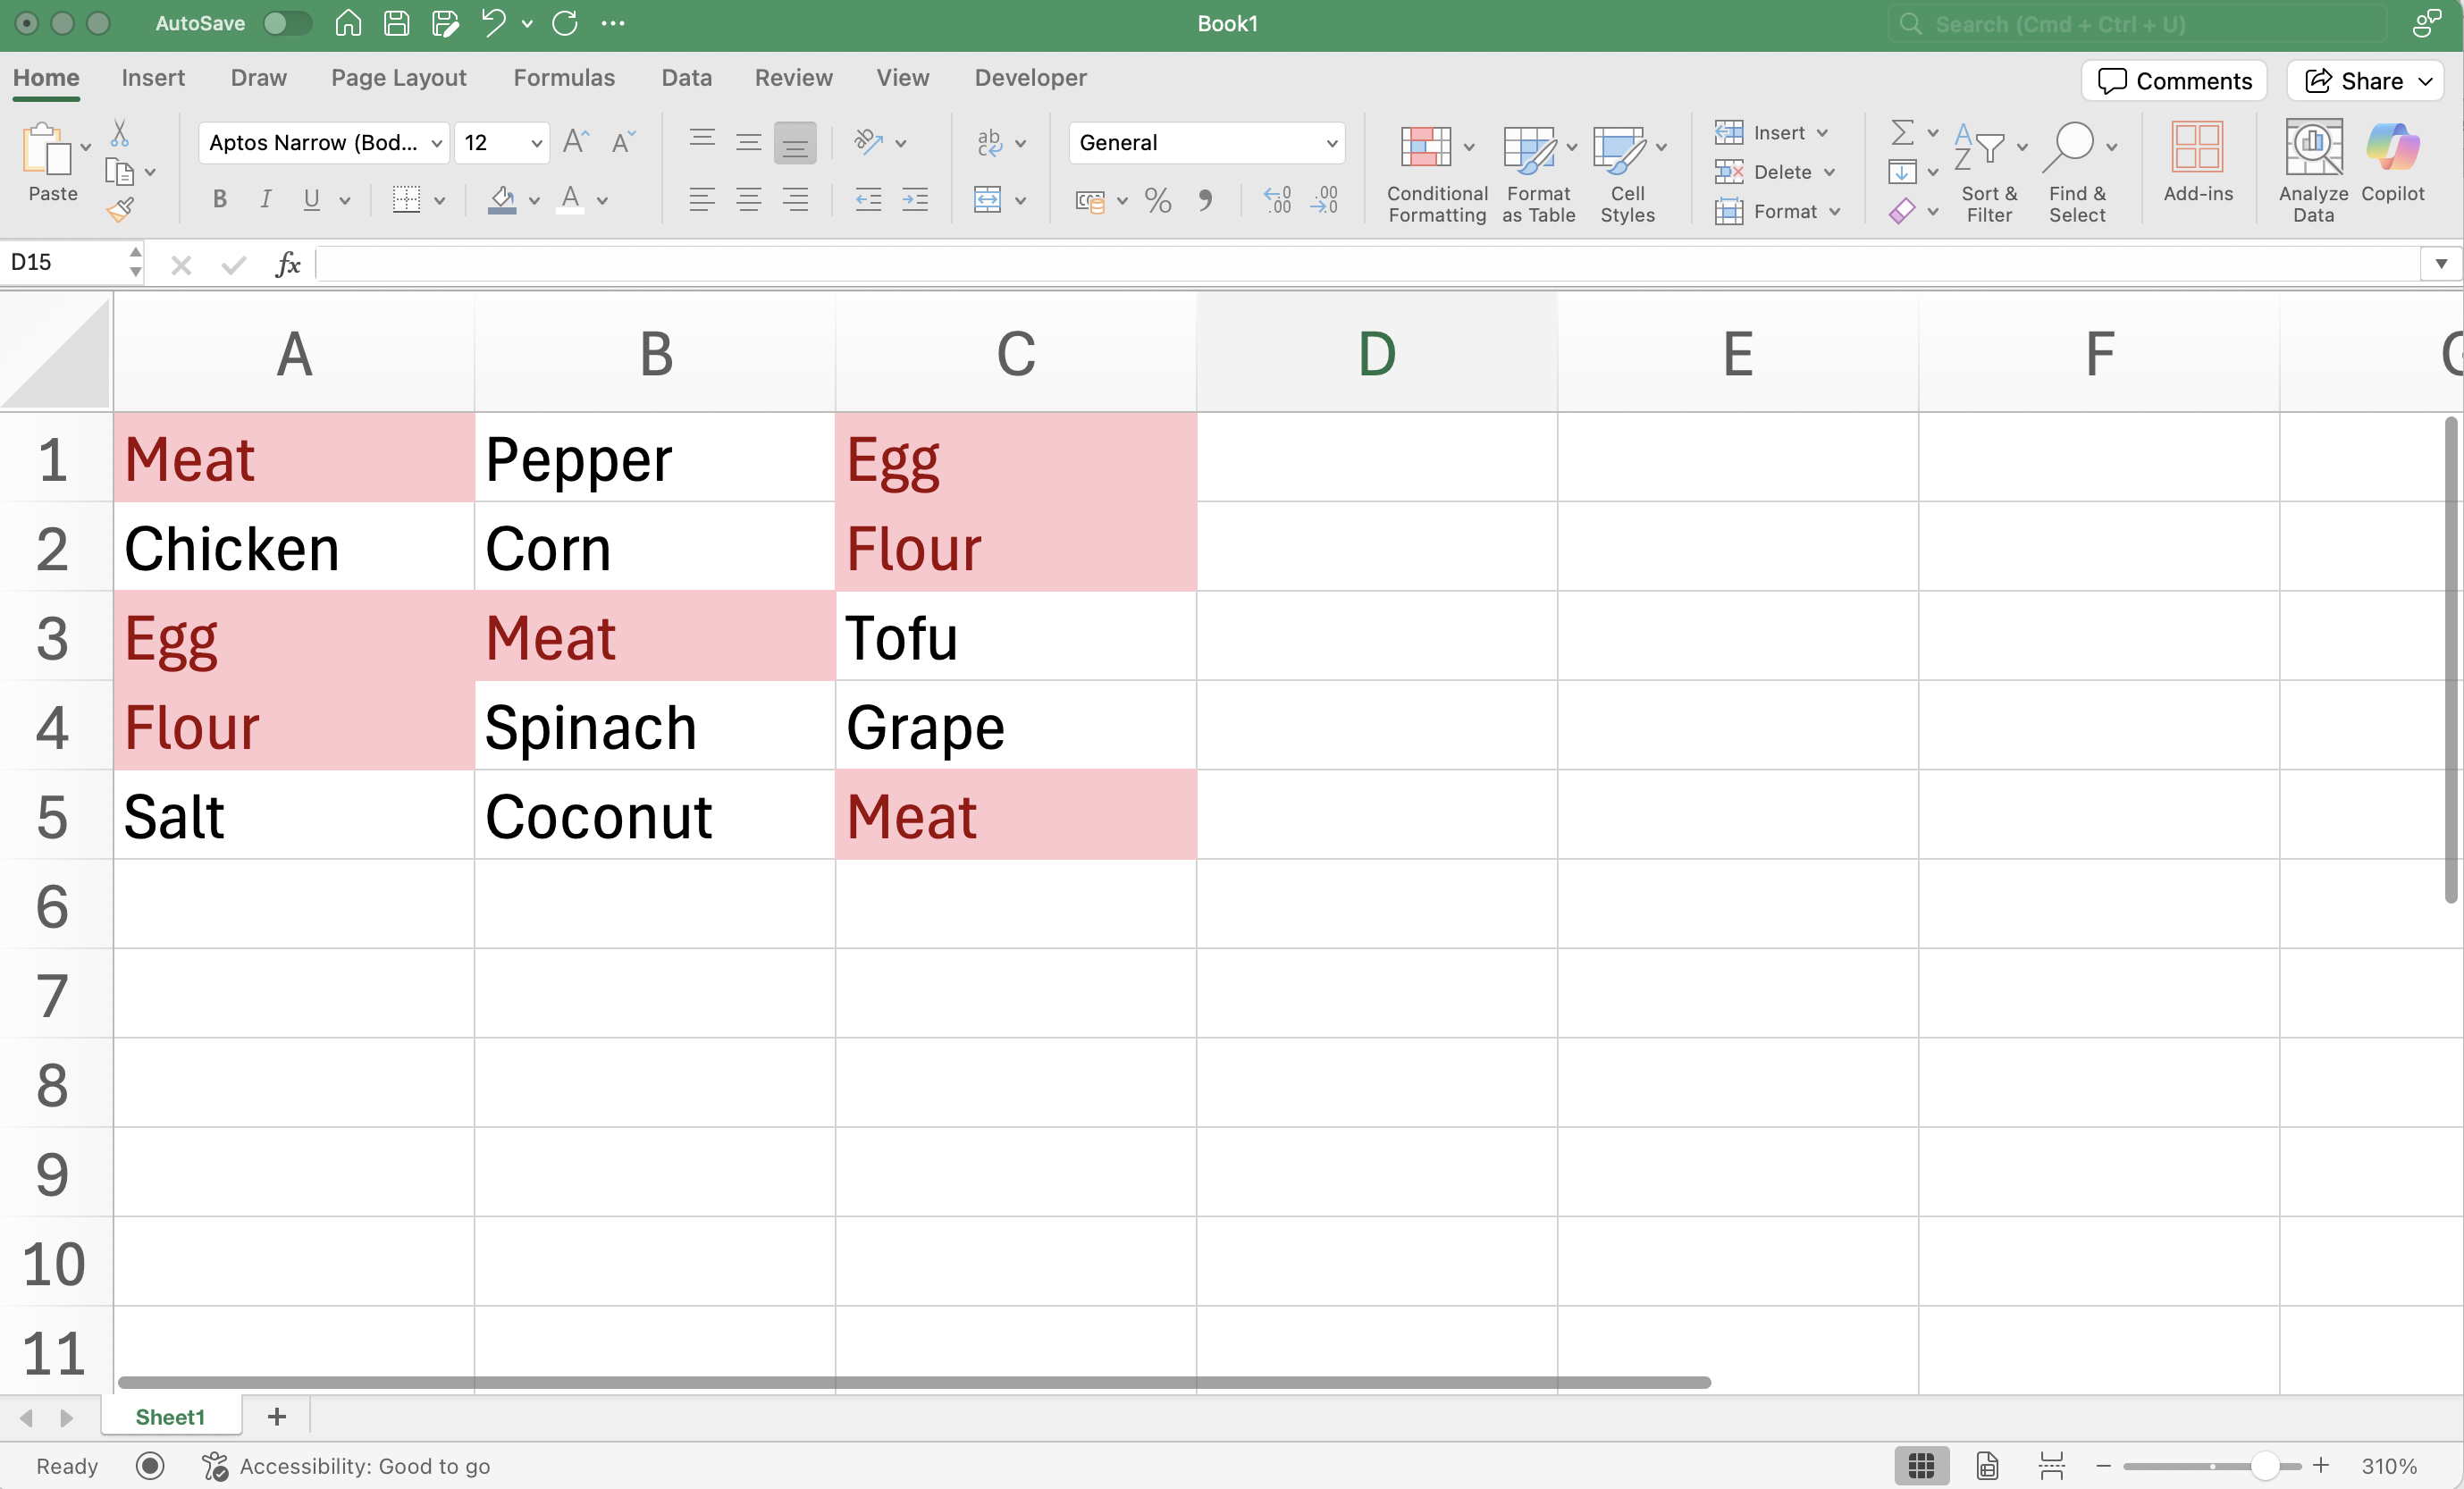 AutoSave
Book1
Search (Cmd + Ctrl + U)
Home Insert Draw Page Layout Formulas Data Review View Developer
Comments Share
Paste
Aptos Narrow (Bod... 12
General
Conditional Formatting
Format as Table
Cell Styles
Insert
Delete
Format
Sort & Filter
Find & Select
Add-ins
Analyze Data
Copilot
D15
fx
A B C D E F G
1 Meat Pepper Egg
2 Chicken Corn Flour
3 Egg Meat Tofu
4 Flour Spinach Grape
5 Salt Coconut Meat
6
7
8
9
10
11
Sheet1 +
Ready Accessibility: Good to go 310%